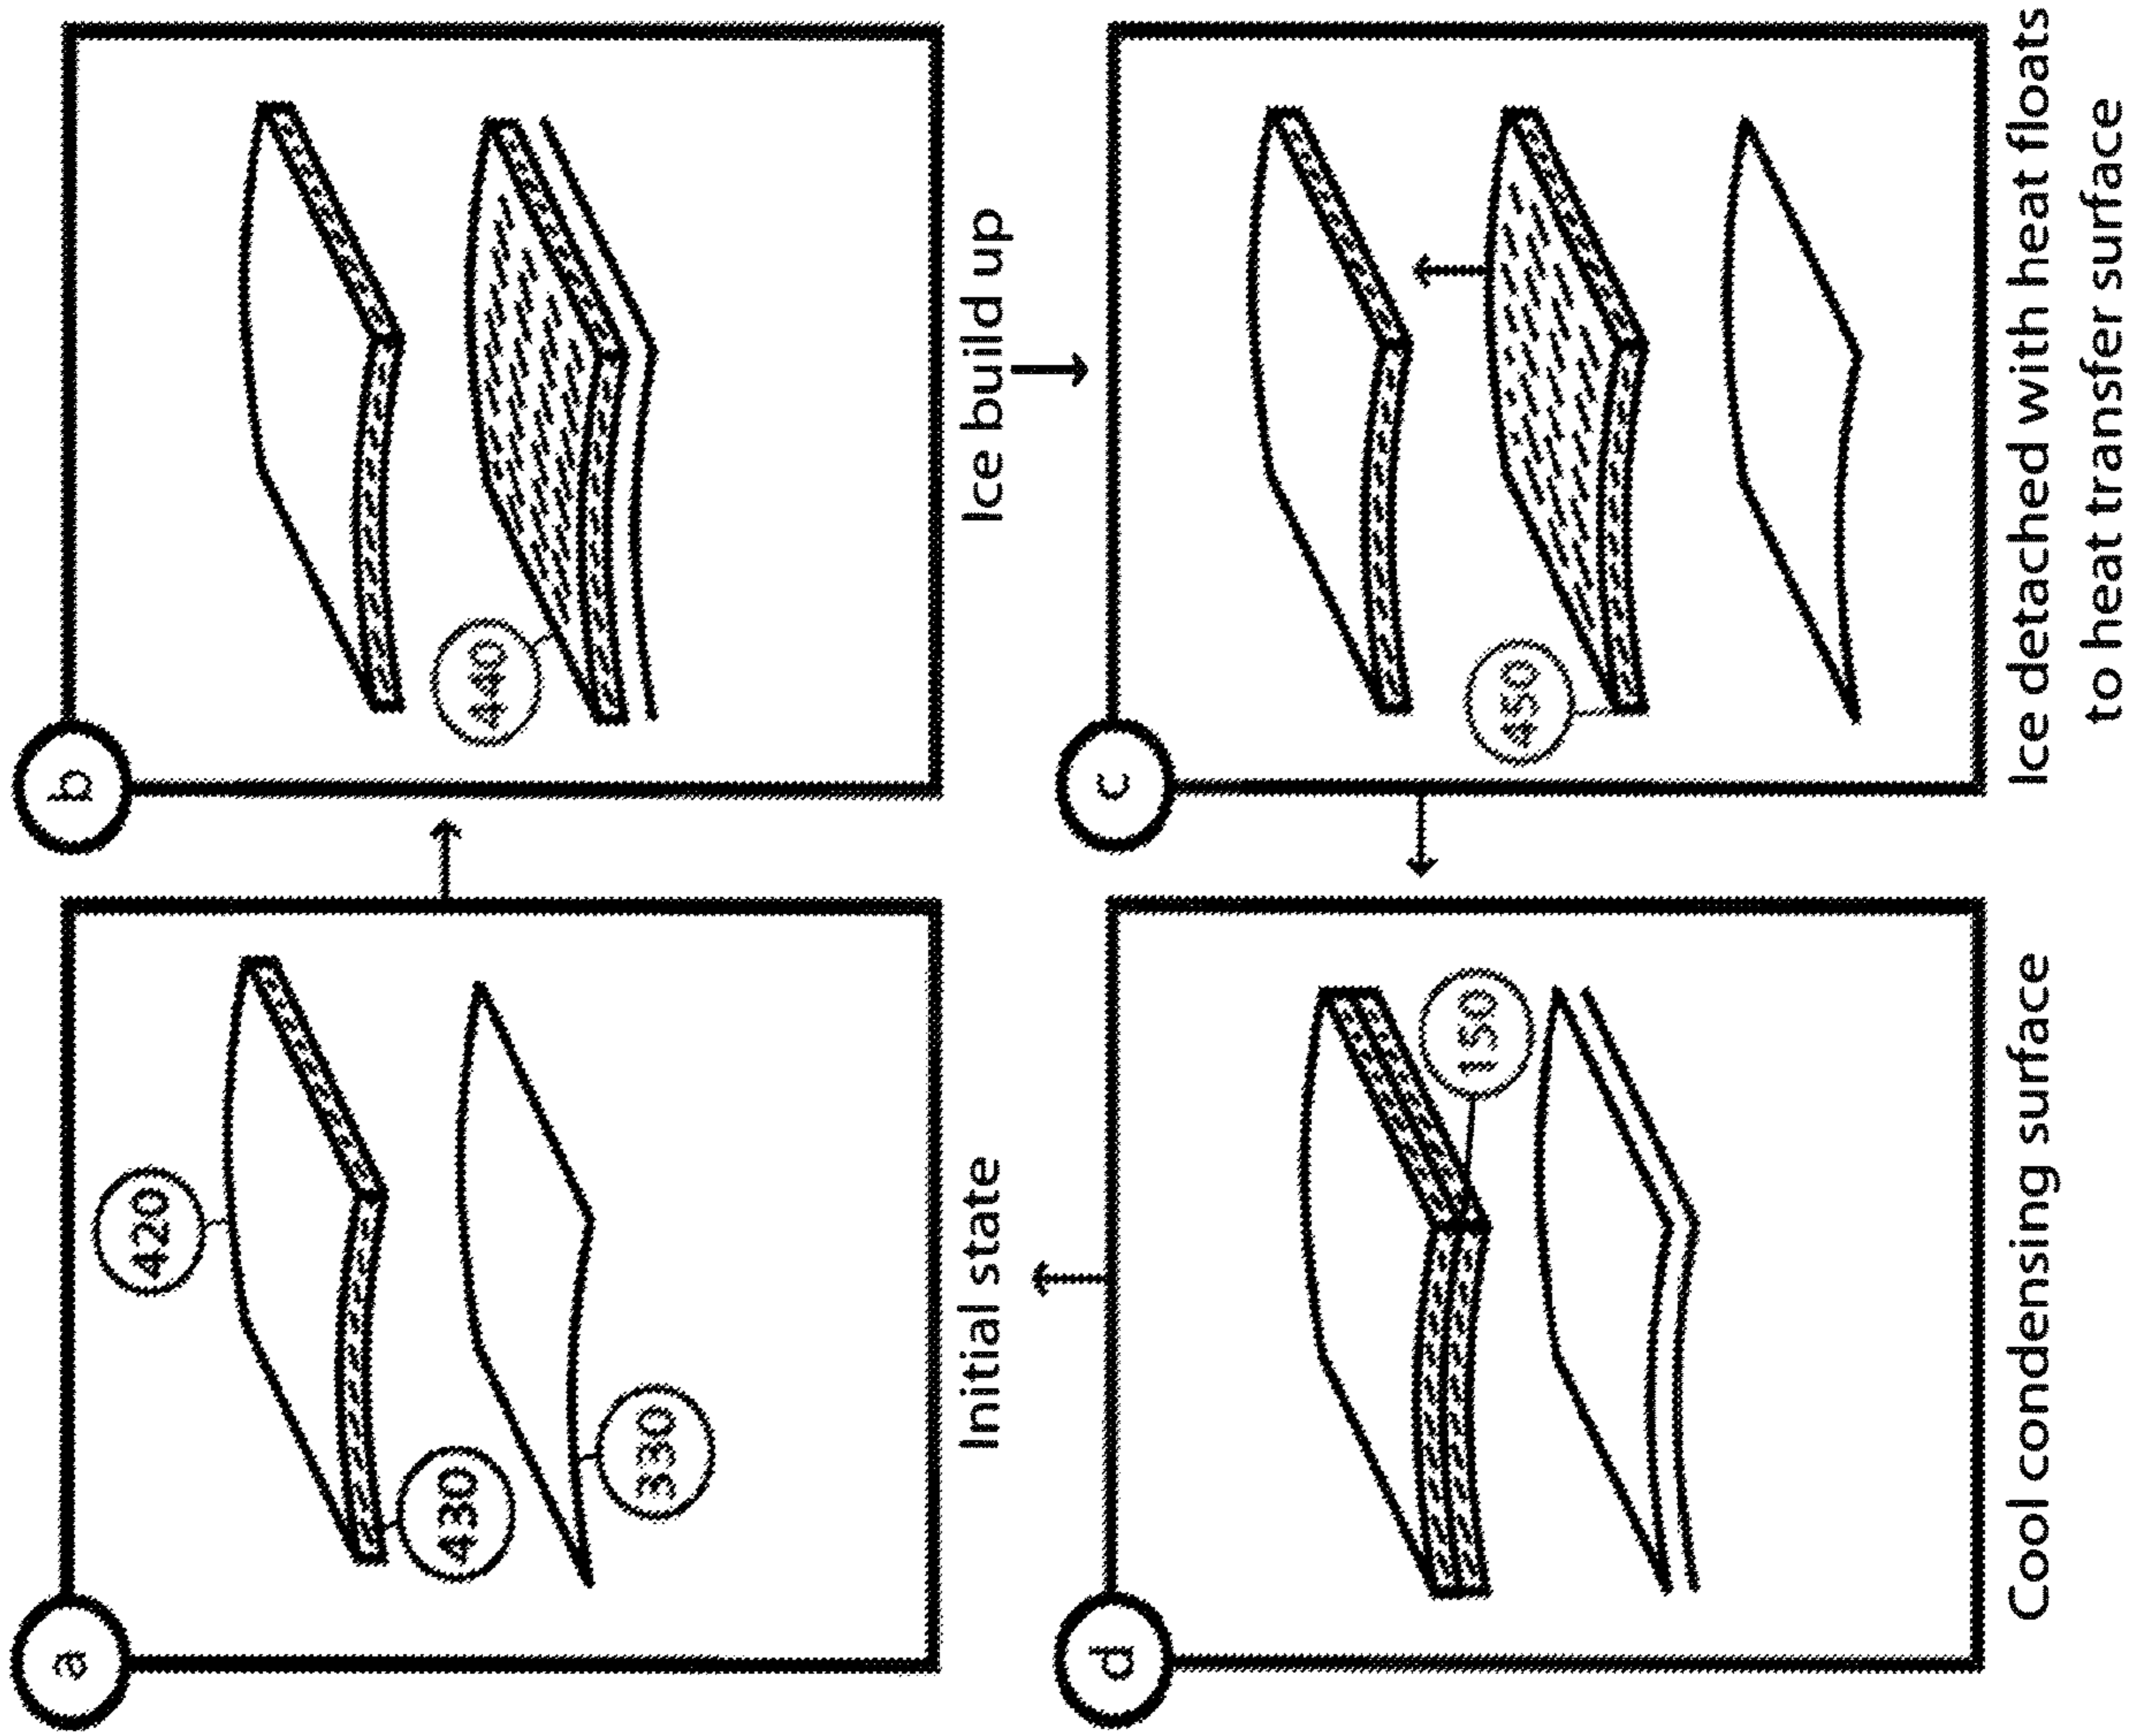 a
420
430
330
Initial state
b
440
Ice build up
c
450
Ice detached with heat floats
to heat transfer surface
d
150
Cool condensing surface